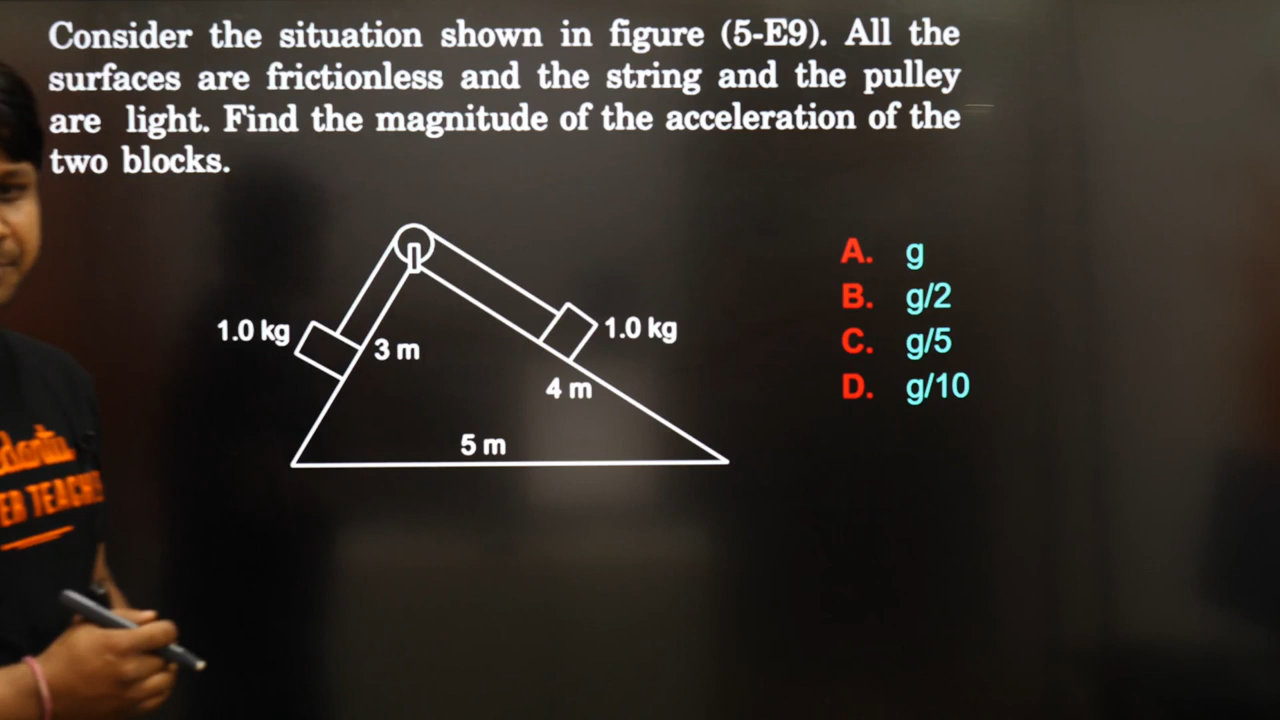 Consider the situation shown in figure (5-E9). All the
surfaces are frictionless and the string and the pulley
are light. Find the magnitude of the acceleration of the
two blocks.
1.0 kg
3 m
1.0 kg
4 m
5 m
A. g
B. g/2
C. g/5
D. g/10